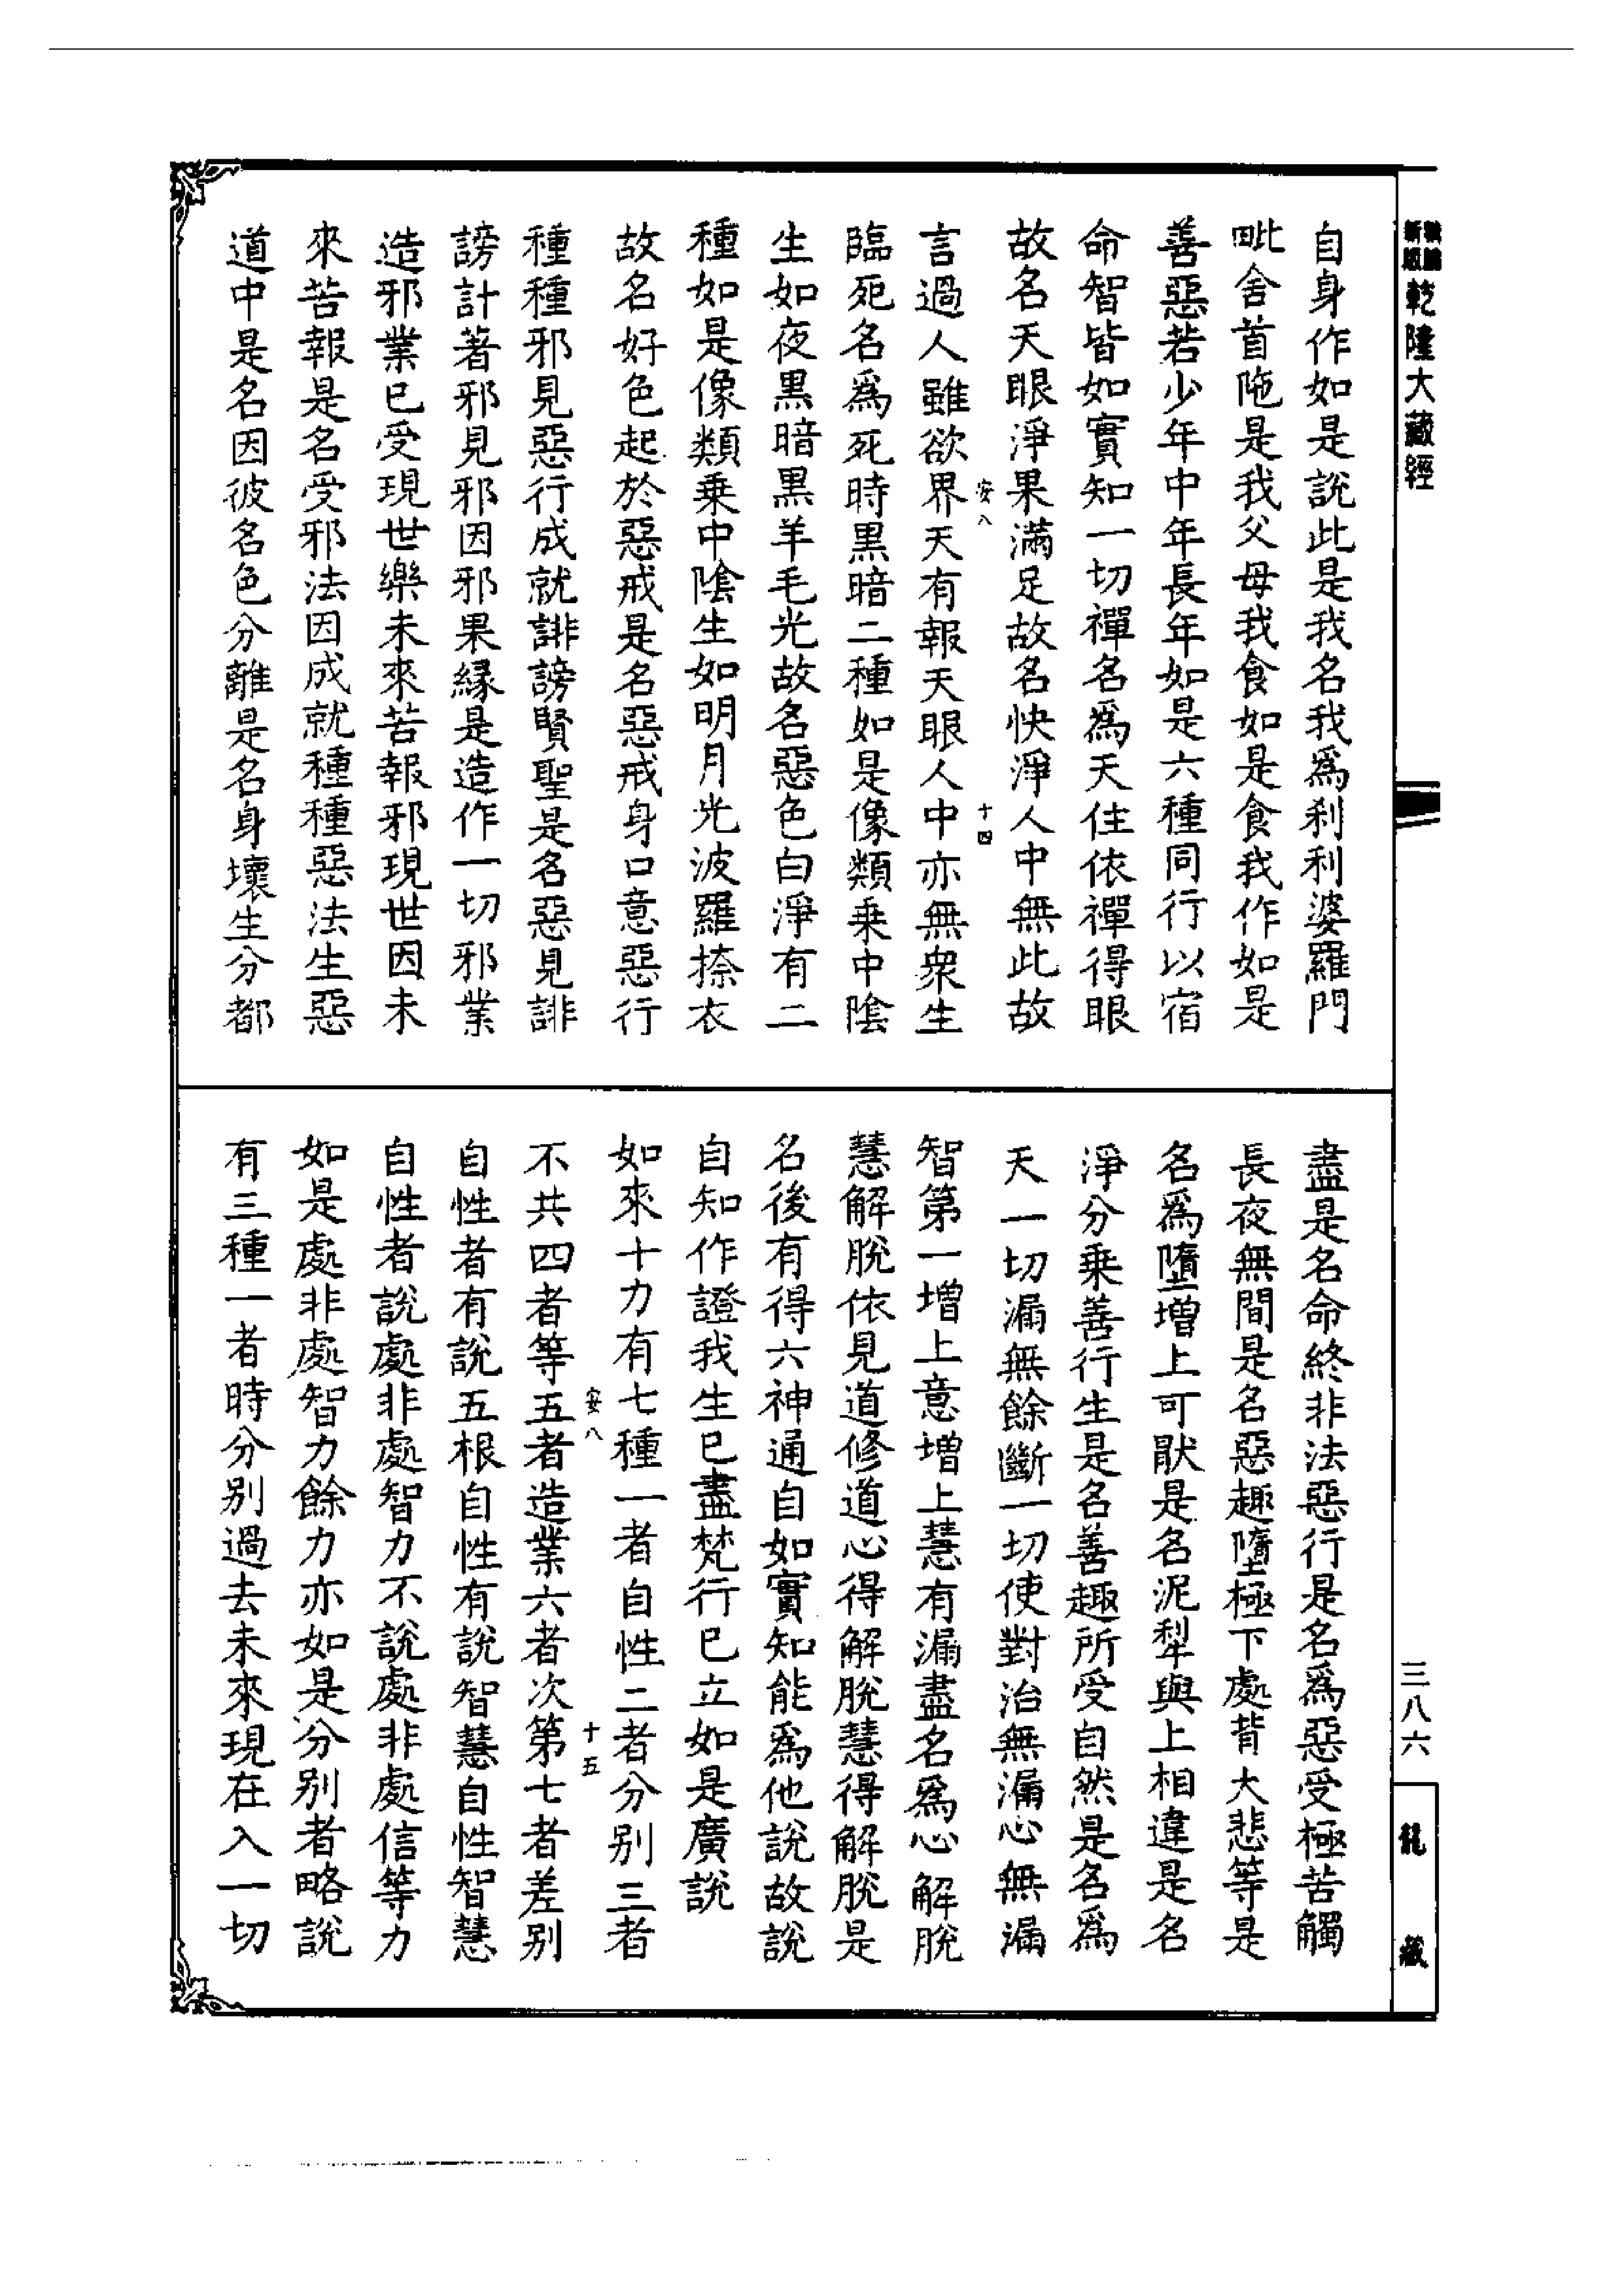 乾隆大藏經
自身作如是說此是我名我爲刹利婆羅門
毗舍首陁是我父母我食如是食我作如是
善惡若少年中年長年如是六種同行以宿
命智皆如實知一切禪名爲天住依禪得眼
故名天眼淨果滿足故名快淨人中無此故
安八
十四
言過人雖欲界天有報天眼人中亦無衆生
臨死名爲死時黑暗二種如是像類乘中陰
生如夜黑暗黑羊毛光故名惡色白淨有二
種如是像類乘中陰生如明月光波羅捺衣
故名好色起於惡戒是名惡戒身口意惡行
種種邪見惡行成就誹謗賢聖是名惡見誹
謗計著邪見邪因邪果緣是造作一切邪業
造邪業已受現世樂未來苦報邪現世因未
來苦報是名受邪法因成就種種惡法生惡
道中是名因彼名色分離是名身壞生分都
盡是名命終非法惡行是名爲惡受極苦觸
長夜無間是名惡趣墮極下處背大悲等是
名爲墮增上可猒是名泥犁與上相違是名
淨分乘善行生是名善趣所受自然是名爲
天一切漏無餘斷一切使對治無漏心無漏
智第一增上意增上慧有漏盡名爲心解脫
慧解脫依見道修道心得解脫慧得解脫是
名後有得六神通自如實知能爲他說故說
自知作證我生已盡梵行已立如是廣說
如來十力有七種一者自性二者分別三者
安八
十五
不共四者等五者造業六者次第七者差別
自性者有說五根自性有說智慧自性智慧
自性者說處非處智力不說處非處信等力
如是處非處智力餘力亦如是分別者略說
有三種一者時分別過去未來現在入一切
三八六
龍藏